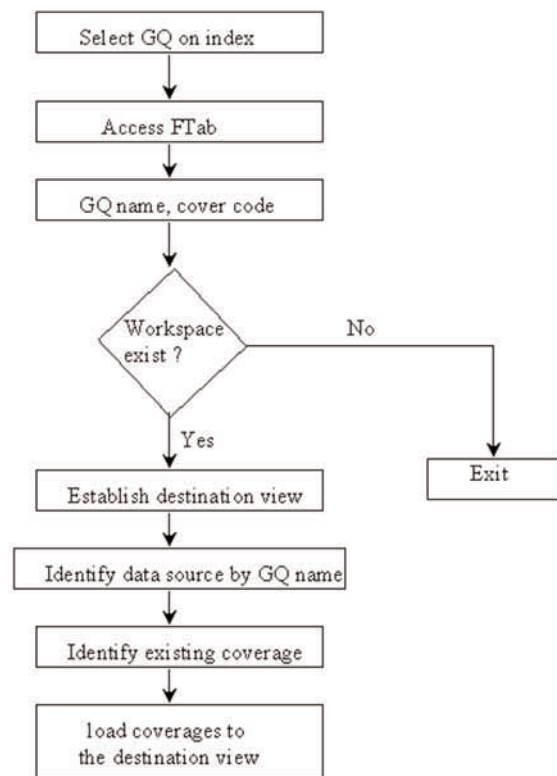 Select GQ on index
Access FTab
GQ name, cover code
Workspace
exist ?
No
Yes
Exit
Establish destination view
Identify data source by GQ name
Identify existing coverage
load coverages to
the destination view